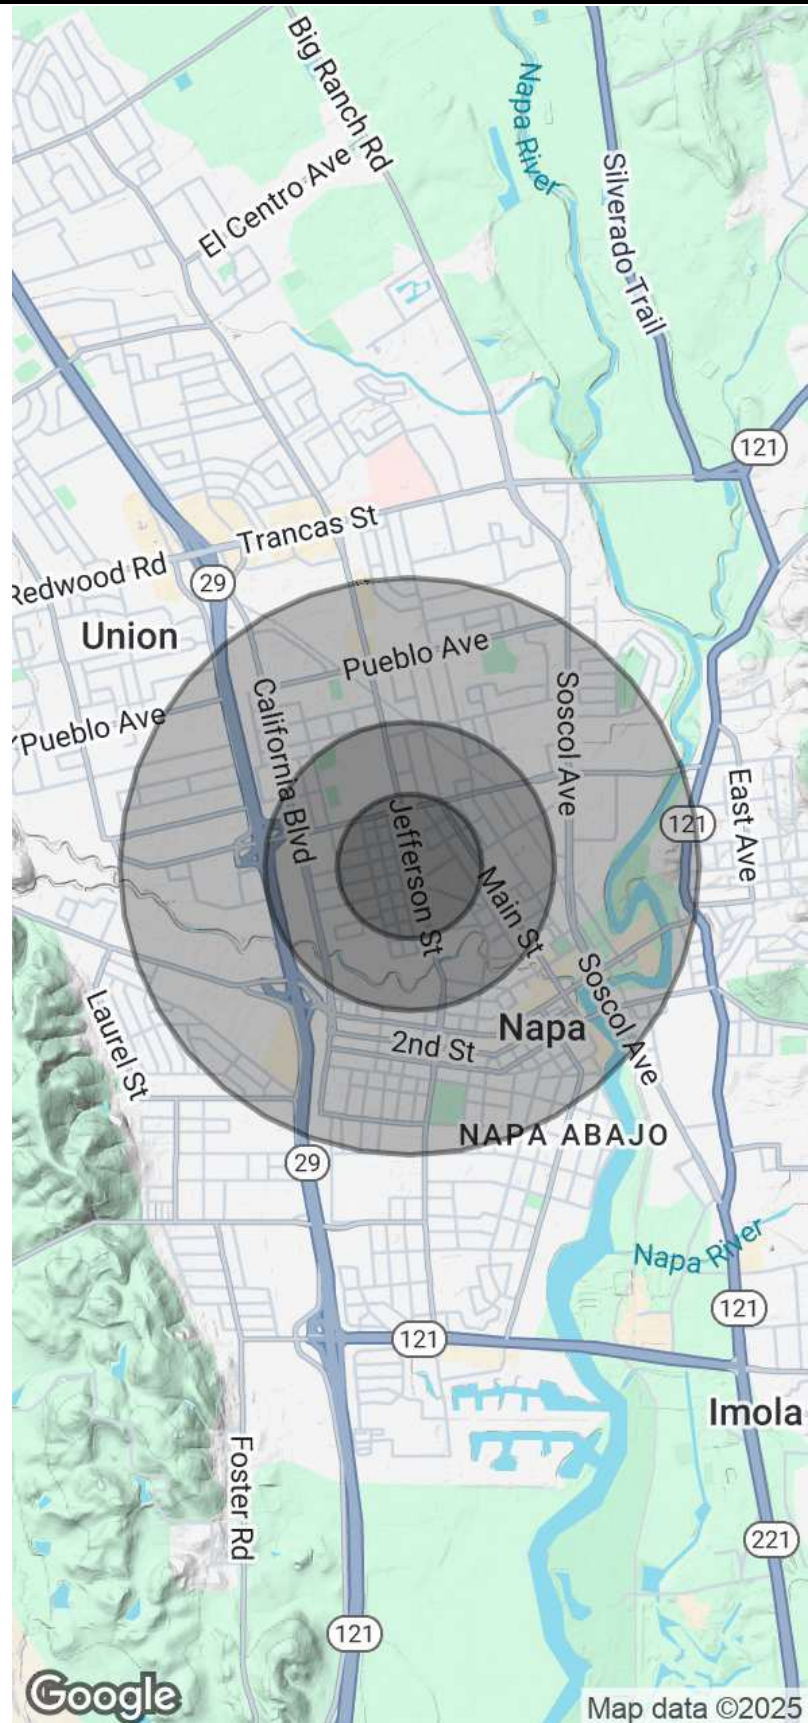 Big Ranch Rd
Napa River
El Centro Ave
Silverado Trail
121
Trancas St
Redwood Rd
29
Union
Pueblo Ave
Pueblo Ave
California Blvd
Soscol Ave
East Ave
121
Jefferson St
Main St
Soscol Ave
Laurel St
Napa
2nd St
NAPA ABAJO
29
Napa River
121
121
Imola
Foster Rd
221
121
Google
Map data ©2025